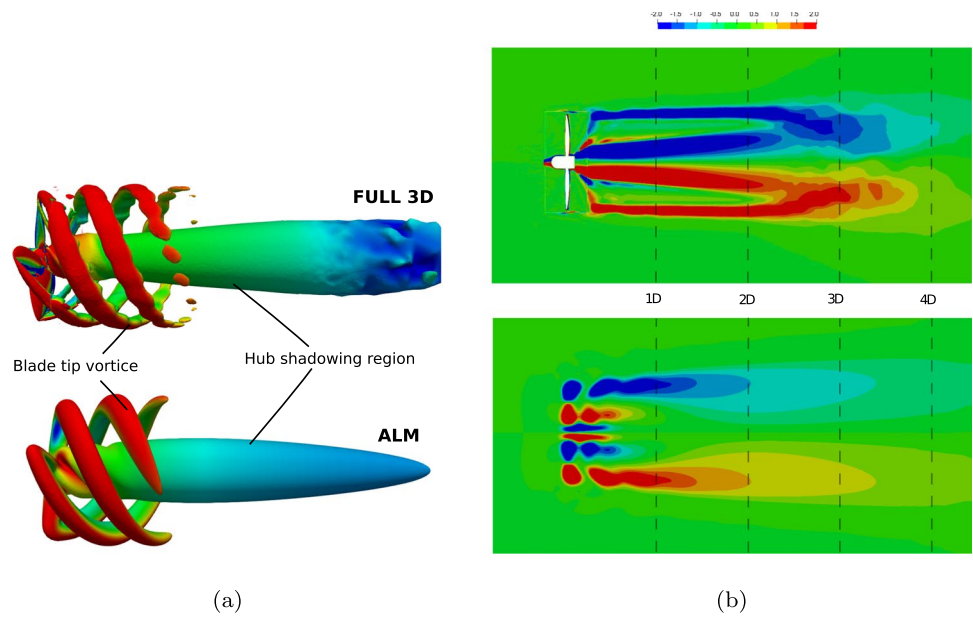 -2.0 -1.5 -1.0 -0.5 0.0 0.5 1.0 1.5 2.0
FULL 3D
1D 2D 3D 4D
Blade tip vortice
Hub shadowing region
ALM
(a) (b)